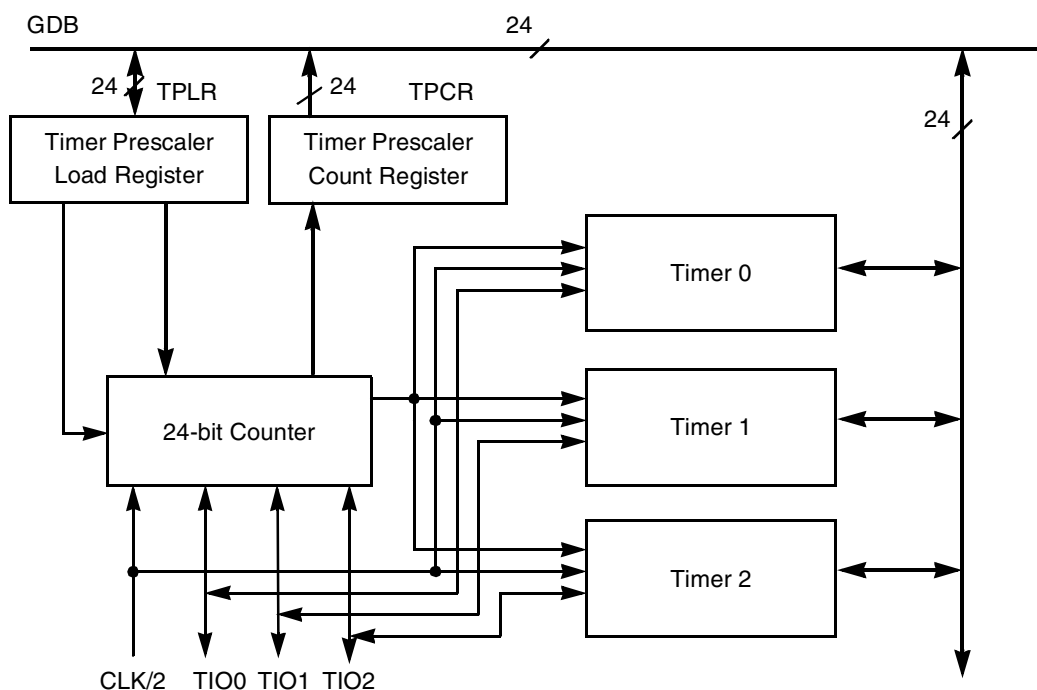 GDB
24
24
TPLR
24
TPCR
24
Timer Prescaler
Load Register
Timer Prescaler
Count Register
Timer 0
24-bit Counter
Timer 1
Timer 2
CLK/2
TIO0
TIO1
TIO2